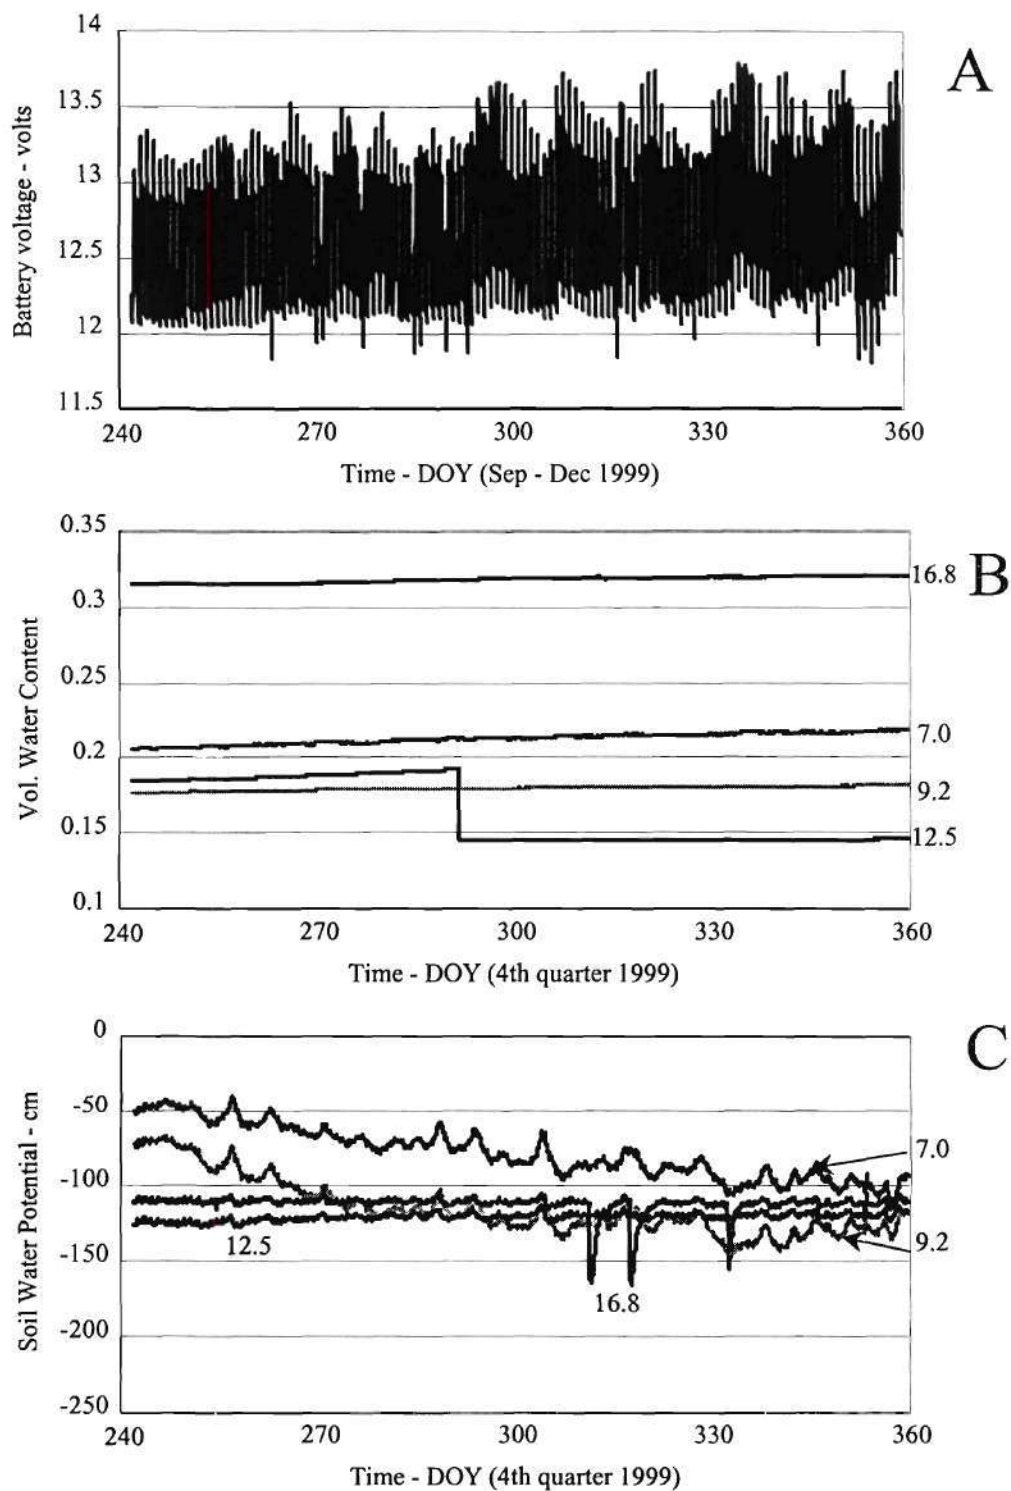 14
A
13.5
13
12.5
12
11.5
Battery voltage - volts
240 270 300 330 360
Time - DOY (Sep - Dec 1999)
0.35
B
16.8
0.3
0.25
7.0
0.2
9.2
0.15
12.5
0.1
Vol. Water Content
240 270 300 330 360
Time - DOY (4th quarter 1999)
0
C
-50
7.0
-100
12.5
9.2
-150
16.8
-200
-250
Soil Water Potential - cm
240 270 300 330 360
Time - DOY (4th quarter 1999)